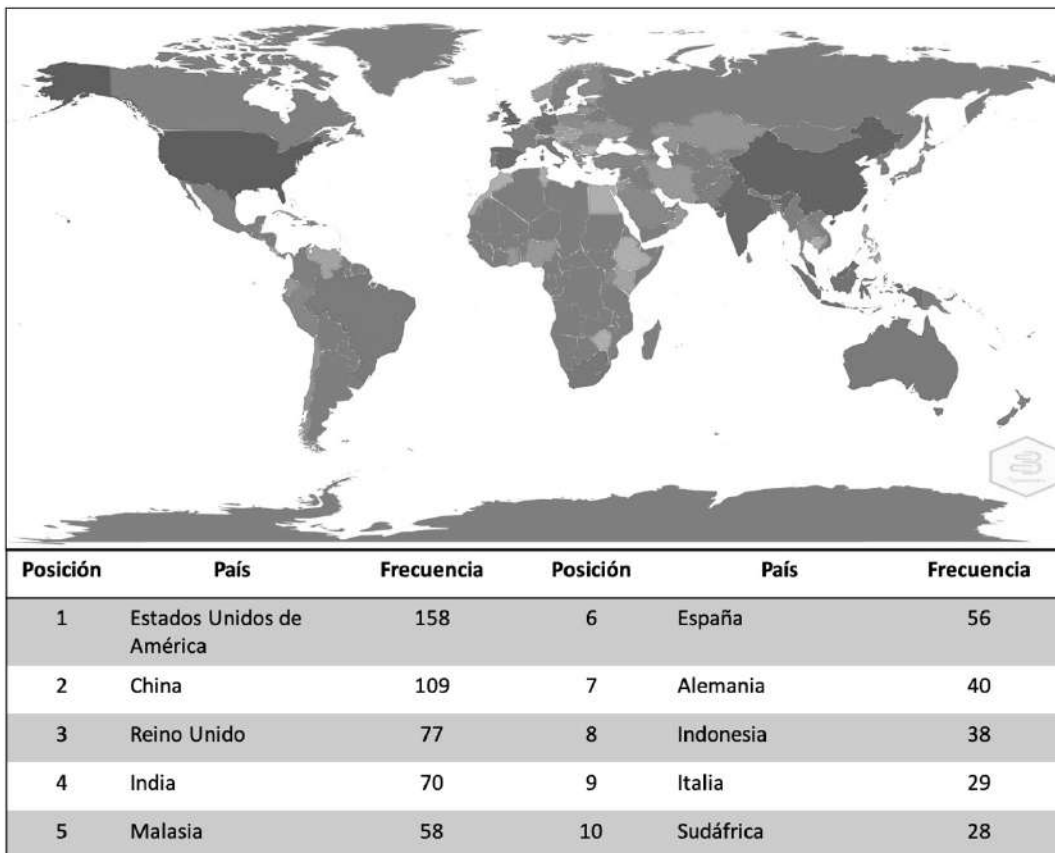 Posición País Frecuencia Posición País Frecuencia
1 Estados Unidos de América 158 6 España 56
2 China 109 7 Alemania 40
3 Reino Unido 77 8 Indonesia 38
4 India 70 9 Italia 29
5 Malasia 58 10 Sudáfrica 28